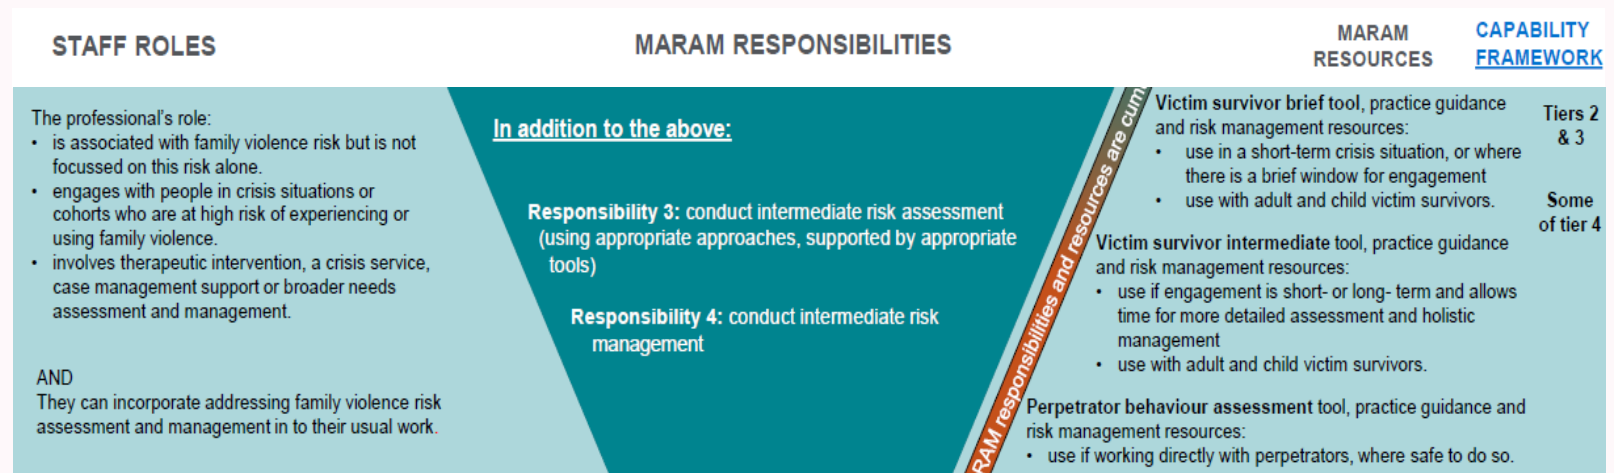 STAFF ROLES
MARAM RESPONSIBILITIES
MARAM
RESOURCES
CAPABILITY
FRAMEWORK
The professional's role:
• is associated with family violence risk but is not
focussed on this risk alone.
• engages with people in crisis situations or
cohorts who are at high risk of experiencing or
using family violence.
• involves therapeutic intervention, a crisis service,
case management support or broader needs
assessment and management.
AND
They can incorporate addressing family violence risk
assessment and management in to their usual work.
In addition to the above:
Responsibility 3: conduct intermediate risk assessment
(using appropriate approaches, supported by appropriate
tools)
Responsibility 4: conduct intermediate risk
management
responsibilities and resources are
Victim survivor brief tool, practice guidance
and risk management resources:
• use in a short-term crisis situation, or where
there is a brief window for engagement
• use with adult and child victim survivors.
Victim survivor intermediate tool, practice guidance
and risk management resources:
• use if engagement is short- or long- term and allows
time for more detailed assessment and holistic
management
• use with adult and child victim survivors.
Perpetrator behaviour assessment tool, practice guidance and
risk management resources:
• use if working directly with perpetrators, where safe to do so.
Tiers 2
& 3
Some
of tier 4